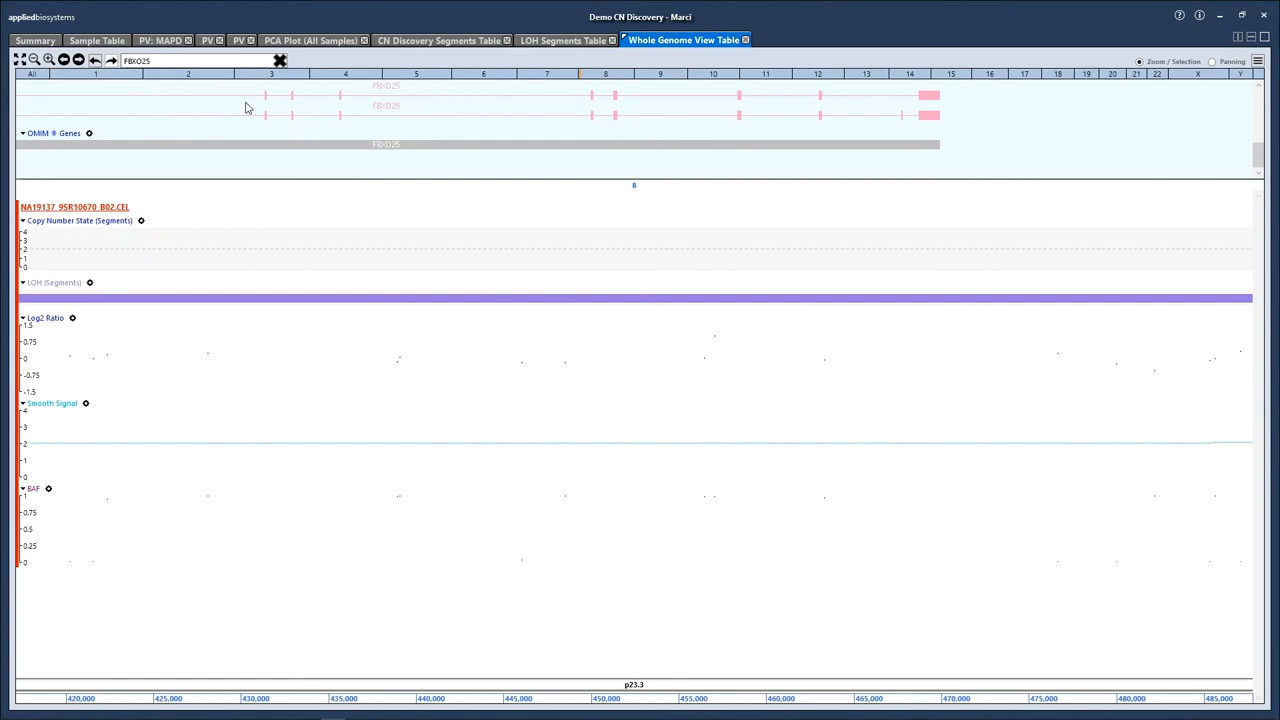 appliedbiosystems
Demo CN Discovery - Marci
Summary Sample Table PV: MAPD PV PV PCA Plot (All Samples) CN Discovery Segments Table LOH Segments Table Whole Genome View Table
FBXO25
Zoom / Selection Panning
All 1 2 3 4 5 6 7 8 9 10 11 12 13 14 15 16 17 18 19 20 21 22 X Y
FBXO25
FBXO25
OMIM ® Genes
FBXO25
8
NA19137_9SR10670_B02.CEL
Copy Number State (Segments)
4
3
2
1
0
LOH (Segments)
Log2 Ratio
1.5
0.75
0
-0.75
-1.5
Smooth Signal
4
3
2
1
0
BAF
1
0.75
0.5
0.25
0
p23.3
420,000 425,000 430,000 435,000 440,000 445,000 450,000 455,000 460,000 465,000 470,000 475,000 480,000 485,000